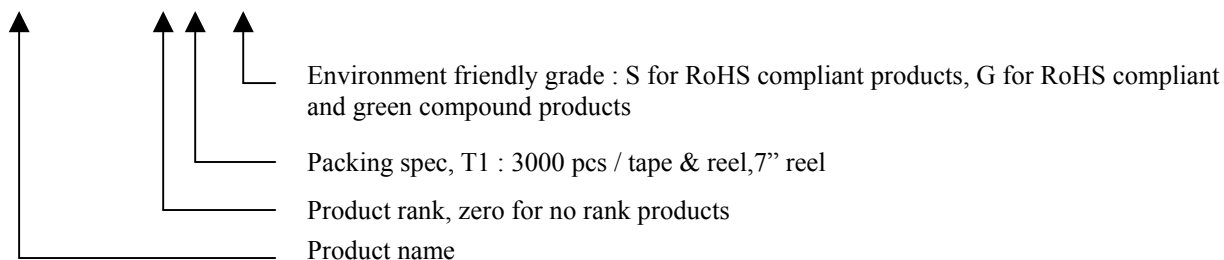 Environment friendly grade : S for RoHS compliant products, G for RoHS compliant
and green compound products
Packing spec, T1 : 3000 pcs / tape & reel,7” reel
Product rank, zero for no rank products
Product name